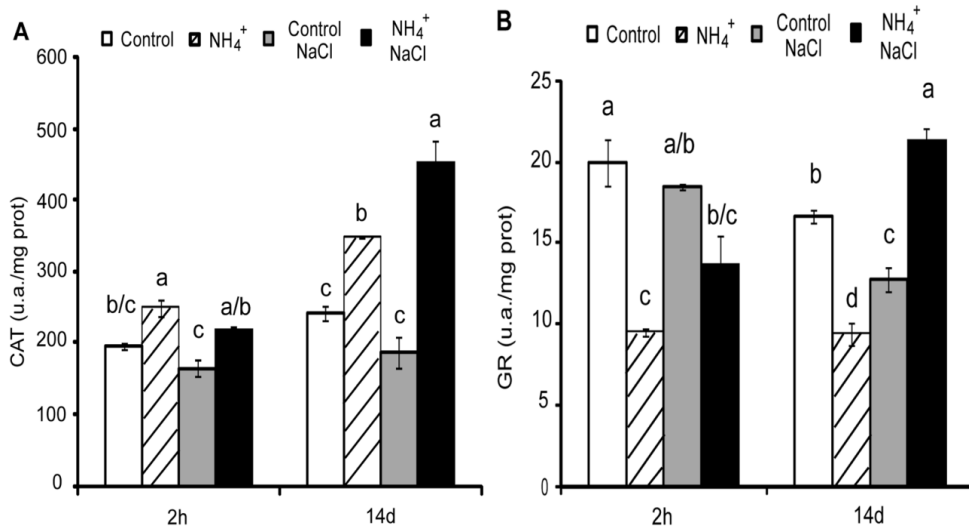 A
Control NH₄⁺ Control NaCl NH₄⁺ NaCl
CAT (u.a./mg prot)
600
500
400
300
200
100
0
b/c a c a/b
c b c a
2h 14d
B
Control NH₄⁺ Control NaCl NH₄⁺ NaCl
GR (u.a./mg prot)
25
20
15
10
5
0
a c a/b b/c
b d c a
2h 14d